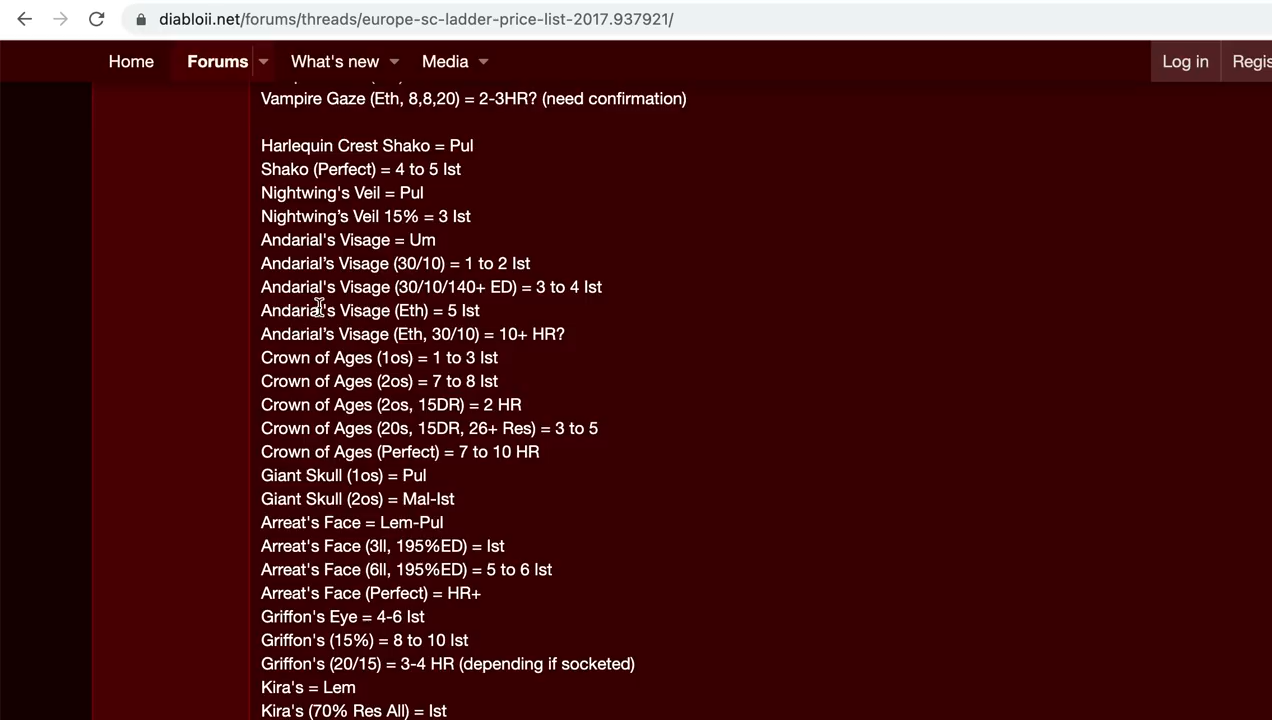 diabloii.net/forums/threads/europe-sc-ladder-price-list-2017.937921/
Home Forums What's new Media Log in Regis
Vampire Gaze (Eth, 8,8,20) = 2-3HR? (need confirmation)
Harlequin Crest Shako = Pul
Shako (Perfect) = 4 to 5 Ist
Nightwing's Veil = Pul
Nightwing’s Veil 15% = 3 Ist
Andarial's Visage = Um
Andarial’s Visage (30/10) = 1 to 2 Ist
Andarial's Visage (30/10/140+ ED) = 3 to 4 Ist
Andarial's Visage (Eth) = 5 Ist
Andarial’s Visage (Eth, 30/10) = 10+ HR?
Crown of Ages (1os) = 1 to 3 Ist
Crown of Ages (2os) = 7 to 8 Ist
Crown of Ages (2os, 15DR) = 2 HR
Crown of Ages (20s, 15DR, 26+ Res) = 3 to 5
Crown of Ages (Perfect) = 7 to 10 HR
Giant Skull (1os) = Pul
Giant Skull (2os) = Mal-Ist
Arreat's Face = Lem-Pul
Arreat's Face (3ll, 195%ED) = Ist
Arreat's Face (6ll, 195%ED) = 5 to 6 Ist
Arreat's Face (Perfect) = HR+
Griffon's Eye = 4-6 Ist
Griffon's (15%) = 8 to 10 Ist
Griffon's (20/15) = 3-4 HR (depending if socketed)
Kira's = Lem
Kira's (70% Res All) = Ist